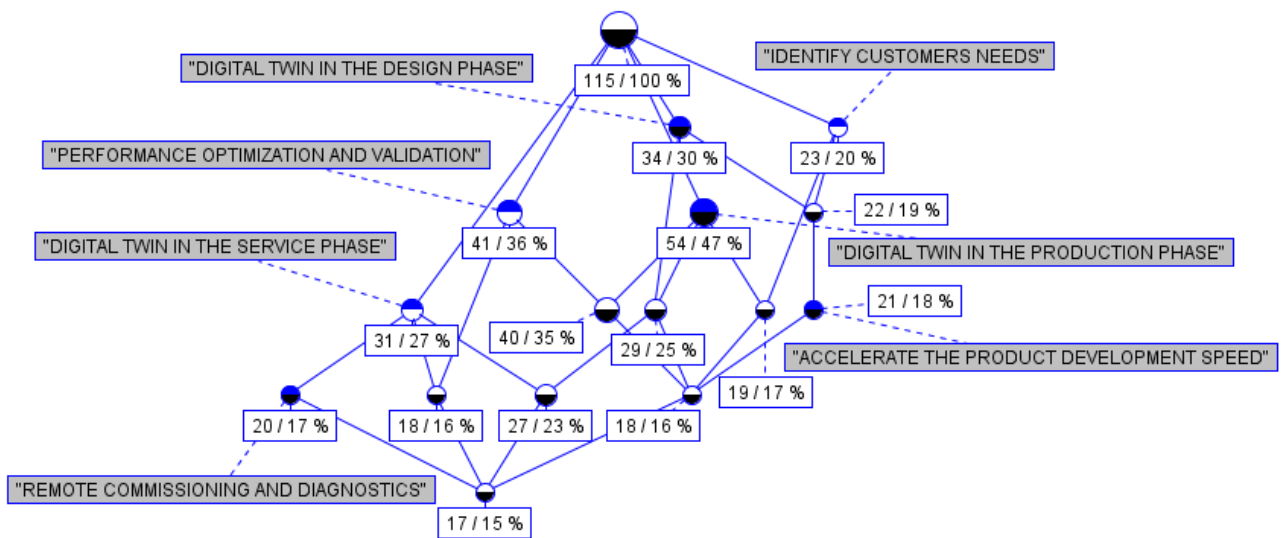 "IDENTIFY CUSTOMERS NEEDS"
"DIGITAL TWIN IN THE DESIGN PHASE"
115 / 100 %
"PERFORMANCE OPTIMIZATION AND VALIDATION"
34 / 30 %
23 / 20 %
22 / 19 %
"DIGITAL TWIN IN THE SERVICE PHASE"
41 / 36 %
54 / 47 %
"DIGITAL TWIN IN THE PRODUCTION PHASE"
21 / 18 %
31 / 27 %
40 / 35 %
29 / 25 %
"ACCELERATE THE PRODUCT DEVELOPMENT SPEED"
19 / 17 %
20 / 17 %
18 / 16 %
27 / 23 %
18 / 16 %
"REMOTE COMMISSIONING AND DIAGNOSTICS"
17 / 15 %